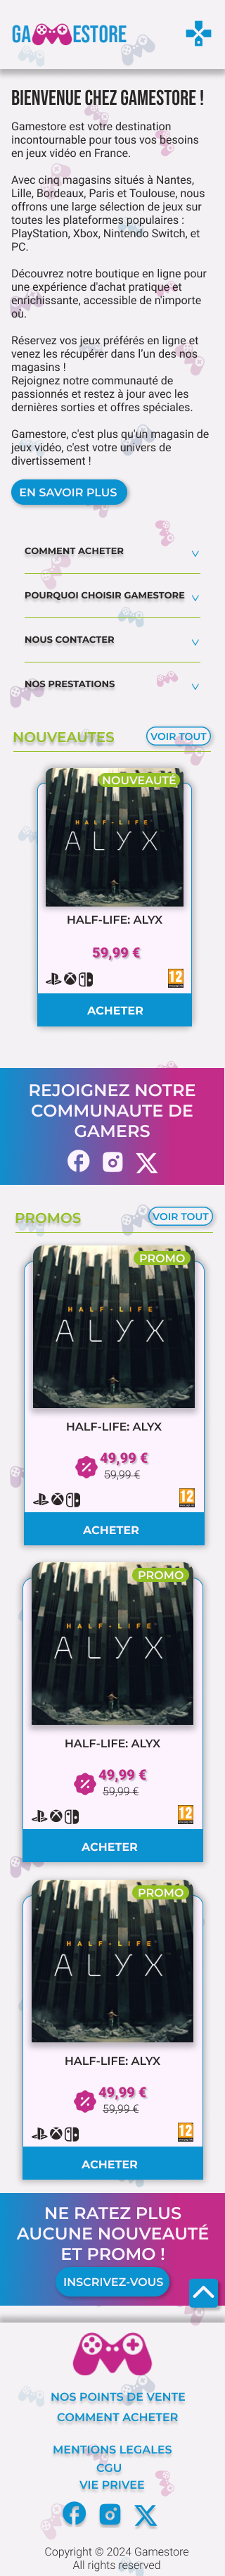 GAMESTORE
BIENVENUE CHEZ GAMESTORE !
Gamestore est votre destination
incontournable pour tous vos besoins
en jeux vidéo en France.
Avec cinq magasins situés à Nantes,
Lille, Bordeaux, Paris et Toulouse, nous
offrons une large sélection de jeux sur
toutes les plateformes populaires :
PlayStation, Xbox, Nintendo Switch, et
PC.
Découvrez notre boutique en ligne pour
une expérience d'achat pratique et
enrichissante, accessible de n'importe
où.
Réservez vos jeux préférés en ligne et
venez les récupérer dans l'un des nos
magasins !
Rejoignez notre communauté de
passionnés et restez à jour avec les
dernières sorties et offres spéciales.
Gamestore, c'est plus qu'un magasin de
jeux vidéo, c'est votre univers de
divertissement !
EN SAVOIR PLUS
COMMENT ACHETER
POURQUOI CHOISIR GAMESTORE
NOUS CONTACTER
NOS PRESTATIONS
NOUVEAUTES
VOIR TOUT
NOUVEAUTÉ
HALF-LIFE
ALYX
HALF-LIFE: ALYX
59,99 €
12
ACHETER
REJOIGNEZ NOTRE
COMMUNAUTE DE
GAMERS
PROMOS
VOIR TOUT
PROMO
HALF-LIFE
ALYX
HALF-LIFE: ALYX
49,99 €
59,99 €
12
ACHETER
PROMO
HALF-LIFE
ALYX
HALF-LIFE: ALYX
49,99 €
59,99 €
12
ACHETER
PROMO
HALF-LIFE
ALYX
HALF-LIFE: ALYX
49,99 €
59,99 €
12
ACHETER
NE RATEZ PLUS
AUCUNE NOUVEAUTÉ
ET PROMO !
INSCRIVEZ-VOUS
NOS POINTS DE VENTE
COMMENT ACHETER
MENTIONS LEGALES
CGU
VIE PRIVEE
Copyright © 2024 Gamestore
All rights reserved